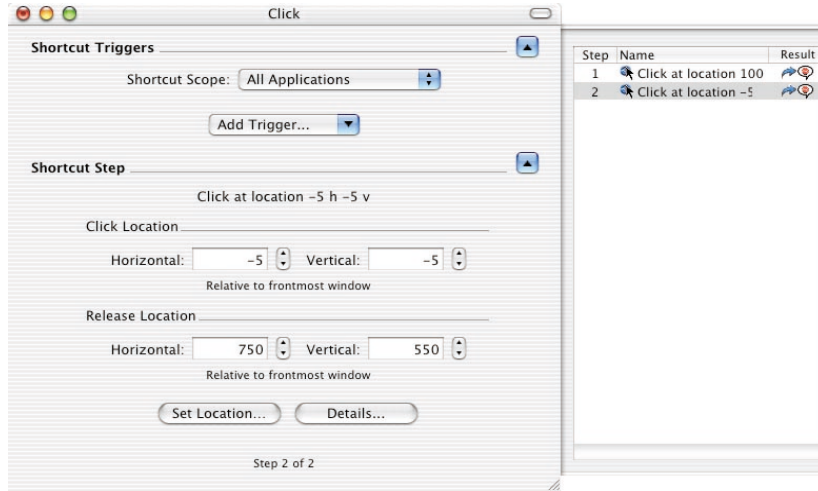 Click
Shortcut Triggers
Shortcut Scope: All Applications
Add Trigger...
Shortcut Step
Click at location -5 h -5 v
Click Location
Horizontal: -5 Vertical: -5
Relative to frontmost window
Release Location
Horizontal: 750 Vertical: 550
Relative to frontmost window
Set Location... Details...
Step 2 of 2
Step Name Result
1 Click at location 100
2 Click at location -5